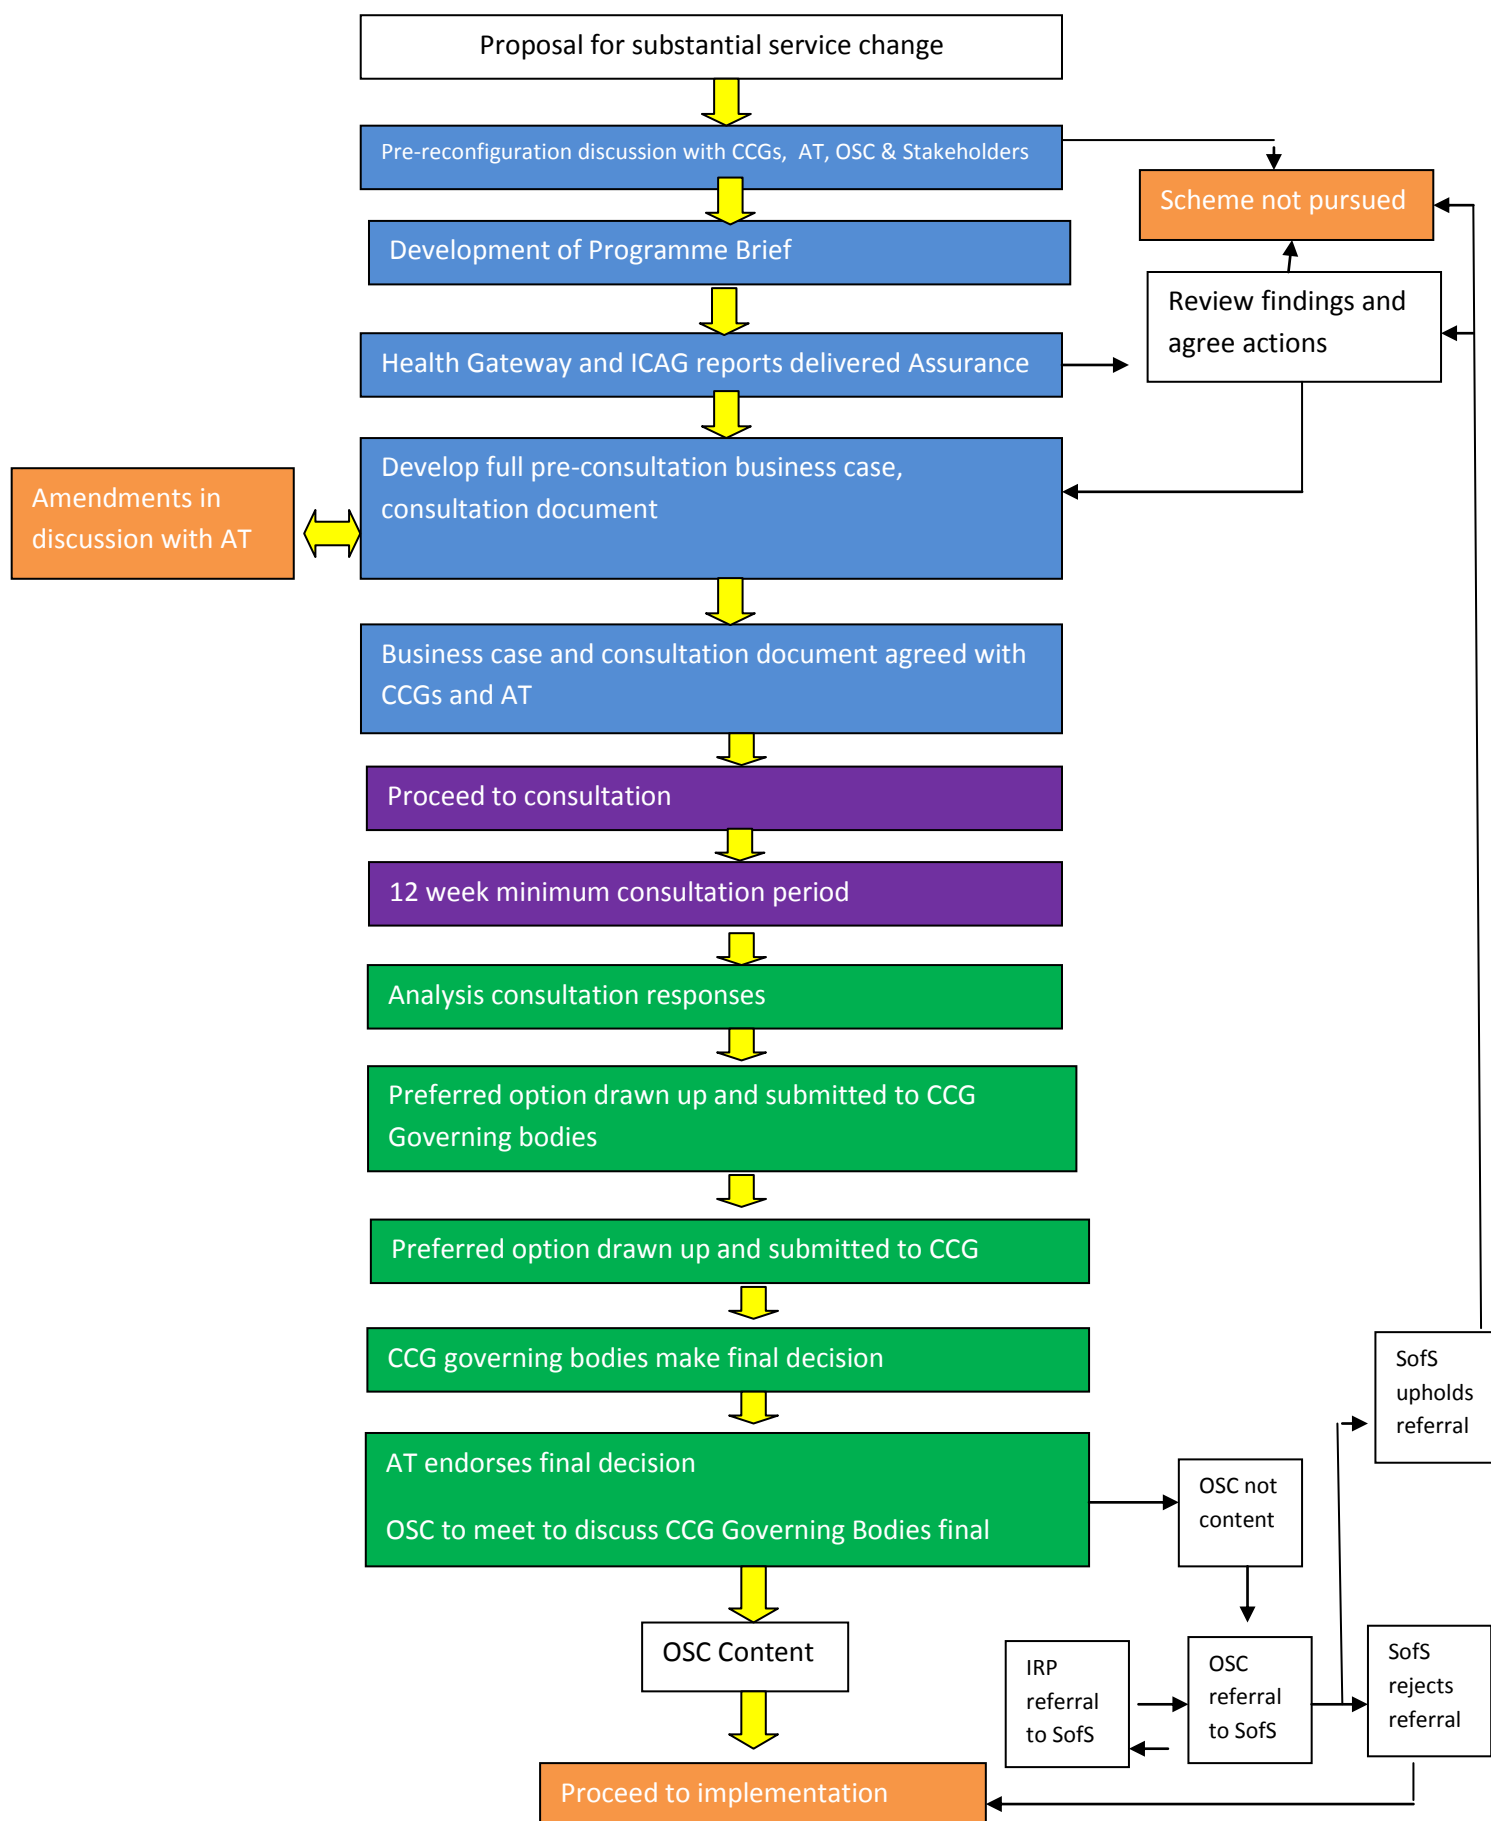 Proposal for substantial service change
Pre-reconfiguration discussion with CCGs, AT, OSC & Stakeholders
Scheme not pursued
Development of Programme Brief
Review findings and
agree actions
Health Gateway and ICAG reports delivered Assurance
Develop full pre-consultation business case,
consultation document
Amendments in
discussion with AT
Business case and consultation document agreed with
CCGs and AT
Proceed to consultation
12 week minimum consultation period
Analysis consultation responses
Preferred option drawn up and submitted to CCG
Governing bodies
Preferred option drawn up and submitted to CCG
CCG governing bodies make final decision
SofS
upholds
referral
AT endorses final decision
OSC to meet to discuss CCG Governing Bodies final
OSC not
content
OSC Content
IRP
referral
to SofS
OSC
referral
to SofS
SofS
rejects
referral
Proceed to implementation